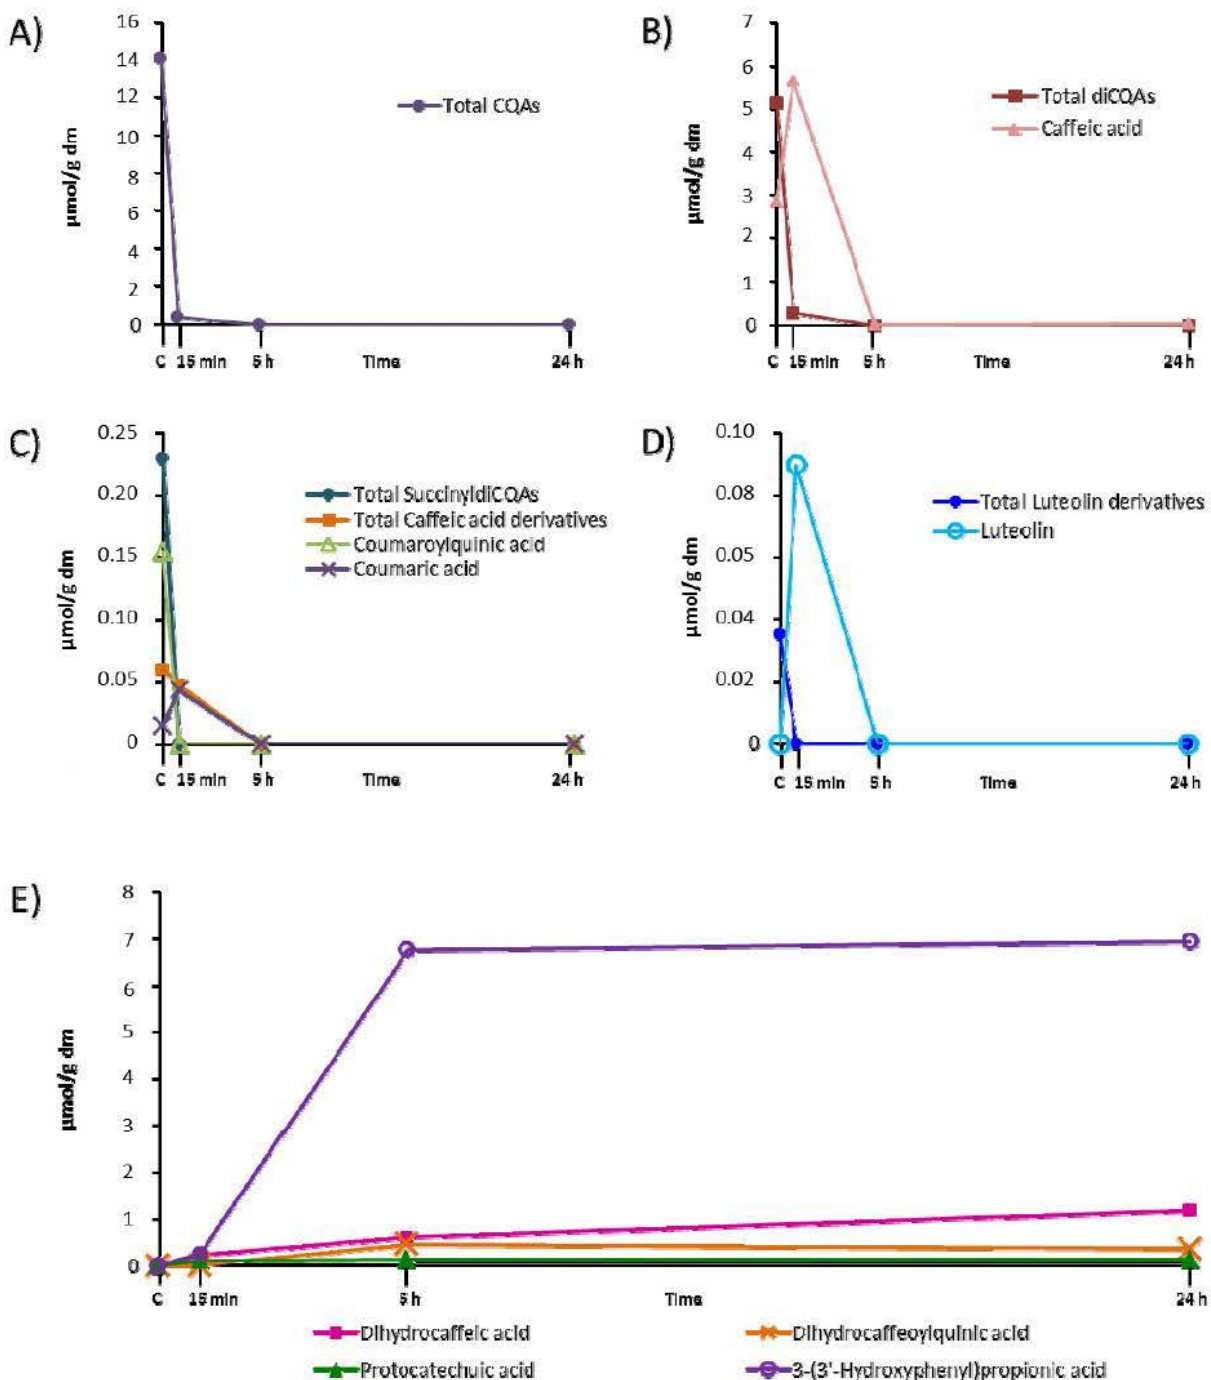 A)
16
14
12
10
8
6
4
2
0
µmol/g dm
Total CQAs
C 15 min 5 h Time 24 h
B)
7
6
5
4
3
2
1
0
µmol/g dm
Total diCQAs
Caffeic acid
C 15 min 5 h Time 24 h
C)
0.25
0.20
0.15
0.10
0.05
0
µmol/g dm
Total SuccinyldiCQAs
Total Caffeic acid derivatives
Coumaroylquinic acid
Coumaric acid
C 15 min 5 h Time 24 h
D)
0.10
0.08
0.05
0.04
0.02
0
µmol/g dm
Total Luteolin derivatives
Luteolin
C 15 min 5 h Time 24 h
E)
8
7
6
5
4
3
2
1
0
µmol/g dm
C 15 min 5 h Time 24 h
Dihydrocaffeic acid
Dihydrocaffeoylquinic acid
Protocatechuic acid
3-(3'-Hydroxyphenyl)propionic acid